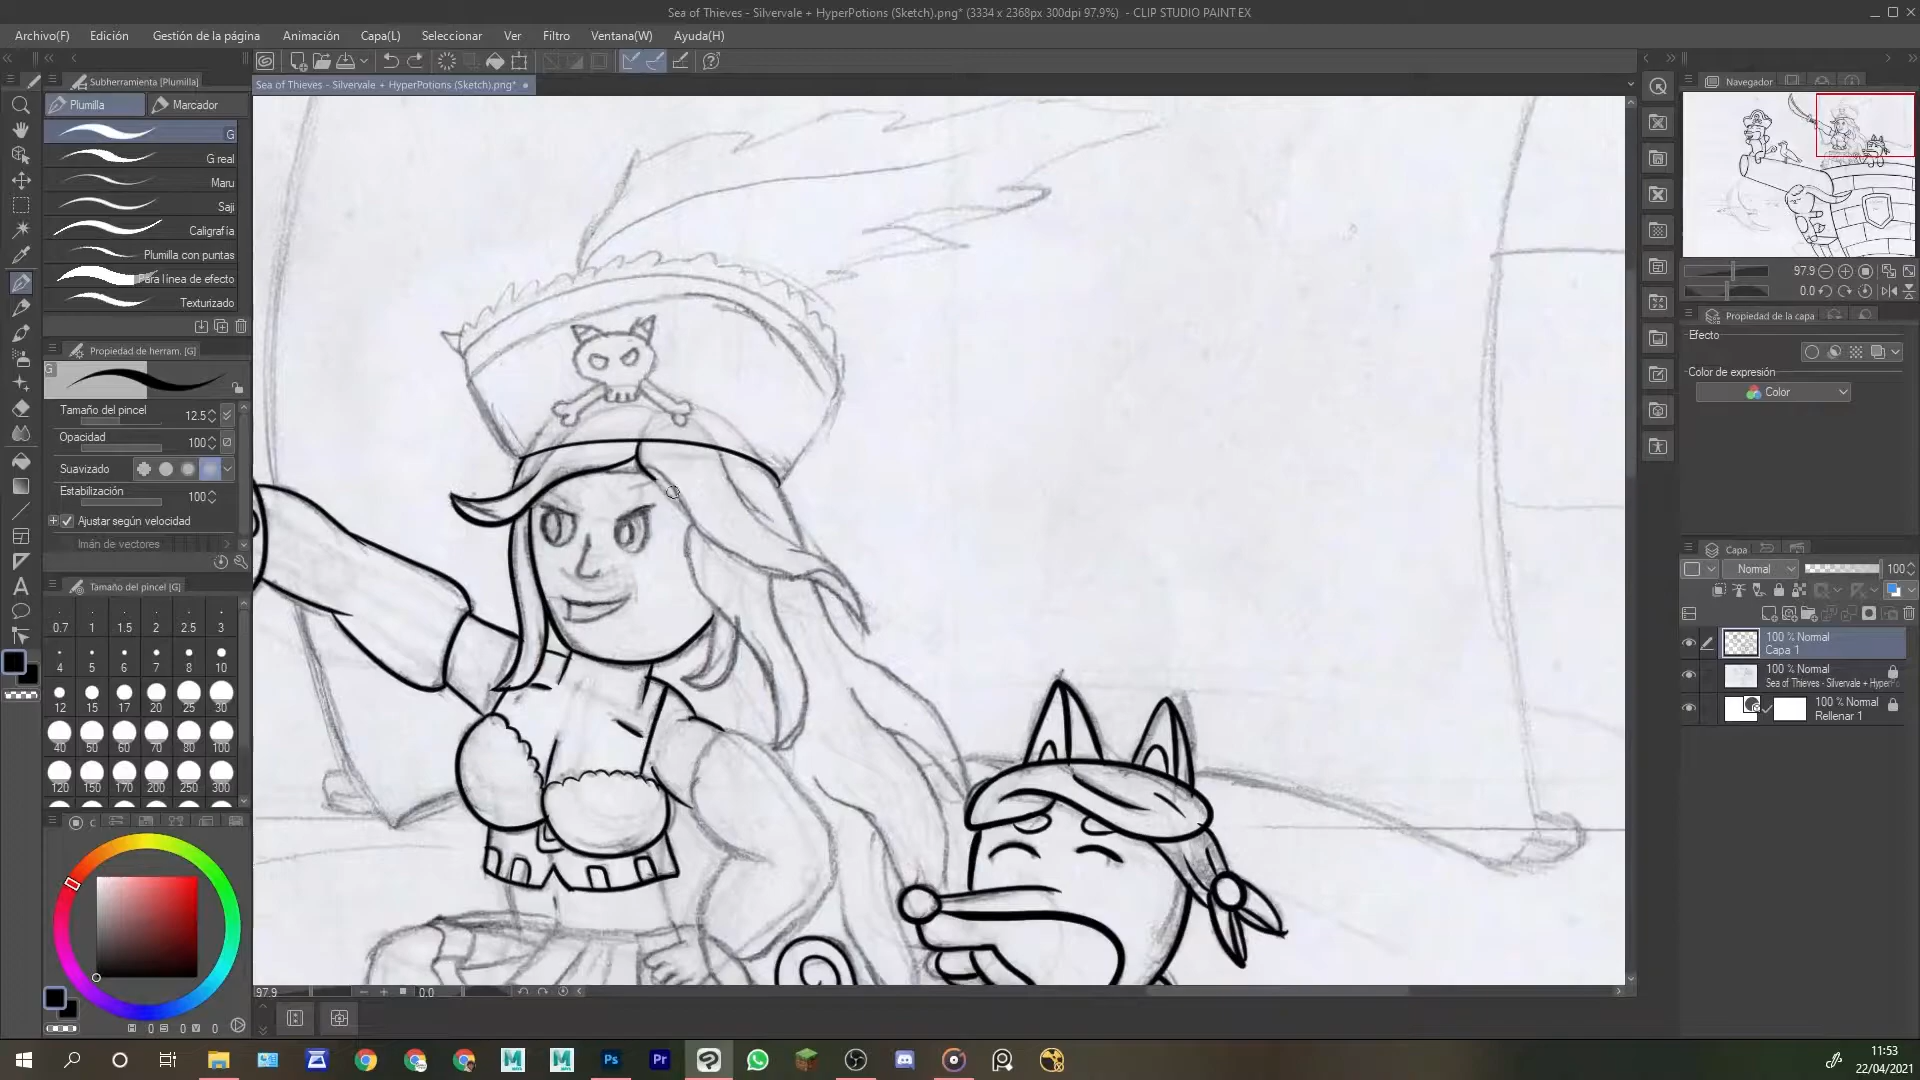 Sea of Thieves - Silvervale + HyperPotions (Sketch).png* (3334 x 2368px 300dpi 97.9%)  - CLIP STUDIO PAINT EX
Archivo(F) Edición Gestión de la página Animación Capa(L) Seleccionar Ver Filtro Ventana(W) Ayuda(H)
Subherramienta [Plumilla]
Sea of Thieves - Silvervale + HyperPotions (Sketch).png*
Navegador
Plumilla Marcador
G
G real
Maru
Saji
Caligrafía
Plumilla con puntas
Para línea de efecto
Texturizado
97.9
0.0
Propiedad de la capa
Efecto
Color de expresión
Color
Propiedad de herram. [G]
G
Tamaño del pincel 12.5
Opacidad 100
Suavizado
Estabilización 100
Ajustar según velocidad
Imán de vectores
Tamaño del pincel [G]
0.7 1 1.5 2 2.5 3
4 5 6 7 8 10
12 15 17 20 25 30
40 50 60 70 80 100
120 150 170 200 250 300
Capa
Normal 100
100 % Normal
Capa 1
100 % Normal
Sea of Thieves - Silvervale + Hyper
100 % Normal
Rellenar 1
C
0 0 0
97.9 0.0
Ps Pr
11:53
22/04/2021